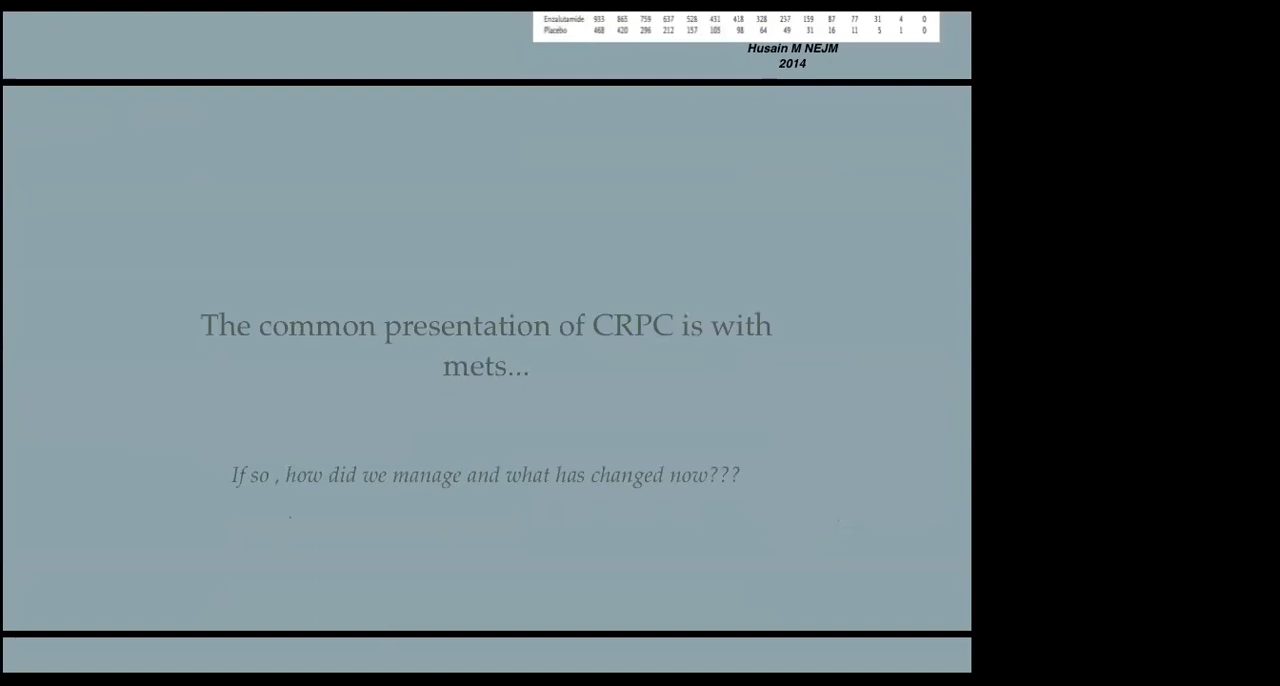 Enzalutamide 933 865 759 637 528 431 418 328 237 159 87 77 31 4 0
Placebo 468 420 296 212 157 105 98 64 49 31 16 11 5 1 0
Husain M NEJM
2014
The common presentation of CRPC is with
mets...
If so , how did we manage and what has changed now???